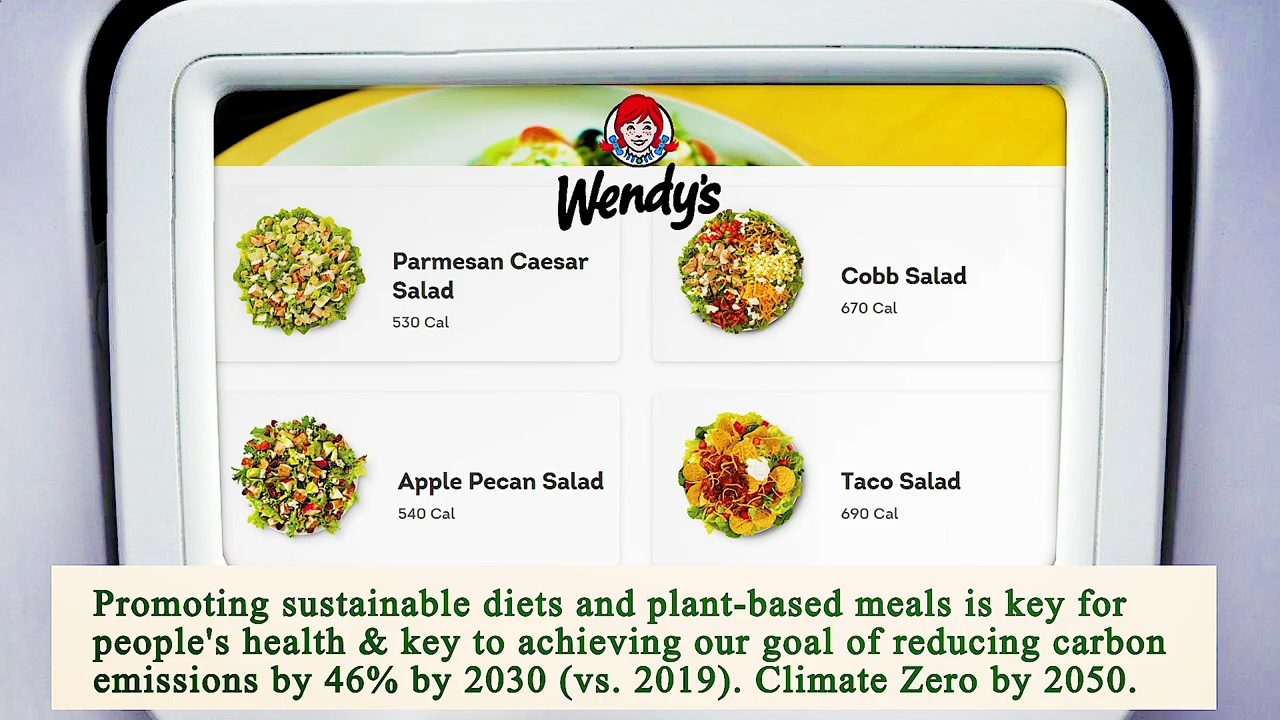 Wendy's
Parmesan Caesar
Salad
530 Cal
Cobb Salad
670 Cal
Apple Pecan Salad
540 Cal
Taco Salad
690 Cal
Promoting sustainable diets and plant-based meals is key for
people's health & key to achieving our goal of reducing carbon
emissions by 46% by 2030 (vs. 2019). Climate Zero by 2050.